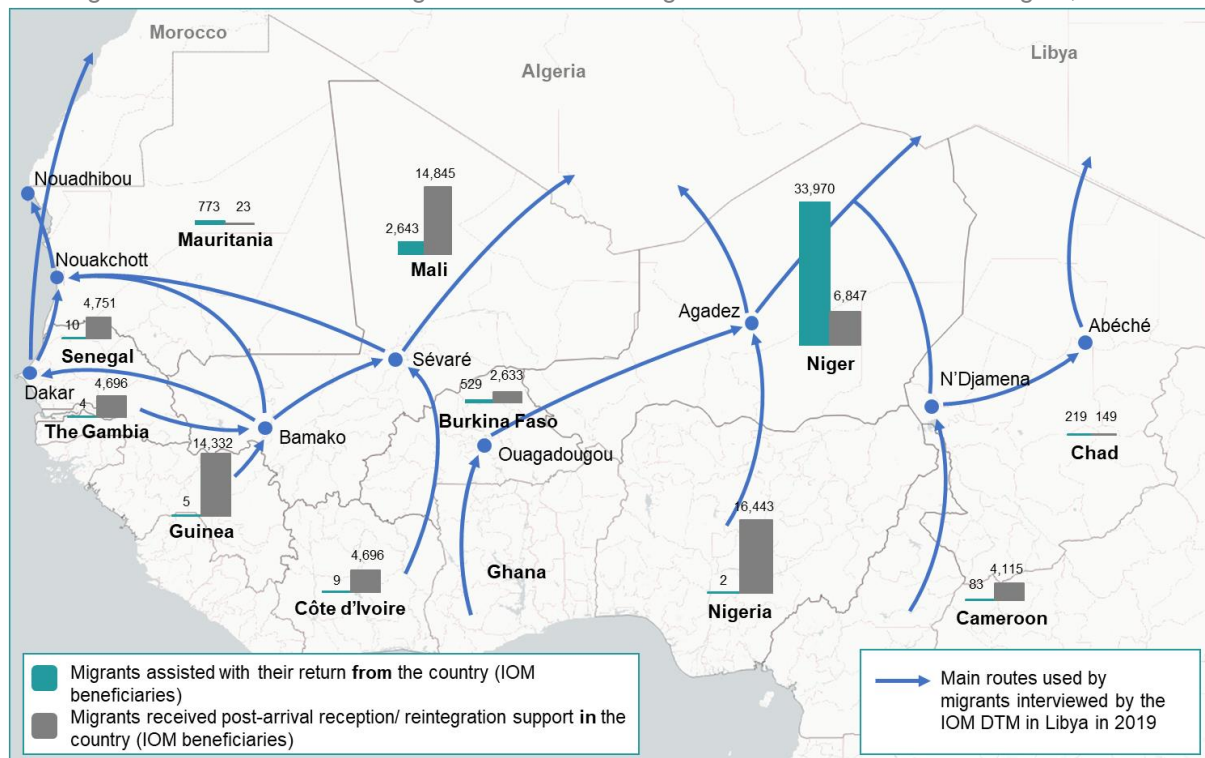 Morocco
Algeria
Libya
Nouadhibou
773 23
Mauritania
14,845
2,643
Mali
33,970
6,847
Niger
Nouakchott
4,751
10
Senegal
Dakar
4,696
4
The Gambia
Bamako
14,332
5
Guinea
Sévaré
Agadez
Abéché
N'Djamena
529 2,633
Burkina Faso
Ouagadougou
219 149
Chad
4,696
9
Côte d'Ivoire
Ghana
16,443
2
Nigeria
83 4,115
Cameroon
Migrants assisted with their return from the country (IOM
beneficiaries)
Migrants received post-arrival reception/ reintegration support in the
country (IOM beneficiaries)
Main routes used by
migrants interviewed by the
IOM DTM in Libya in 2019